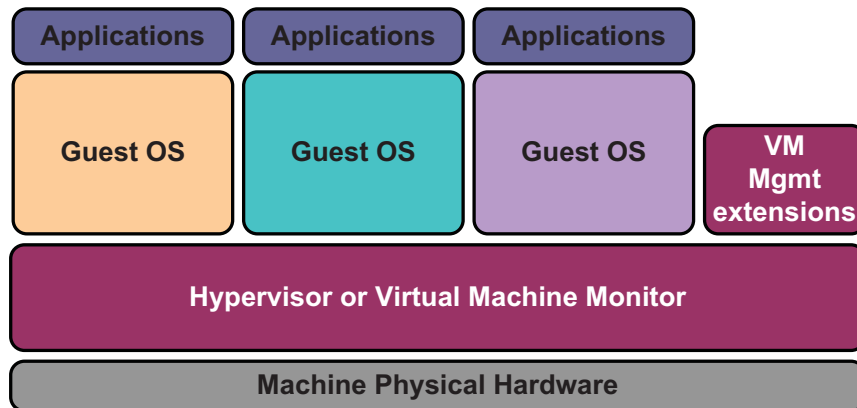 Applications
Applications
Applications
Guest OS
Guest OS
Guest OS
VM
Mgmt
extensions
Hypervisor or Virtual Machine Monitor
Machine Physical Hardware